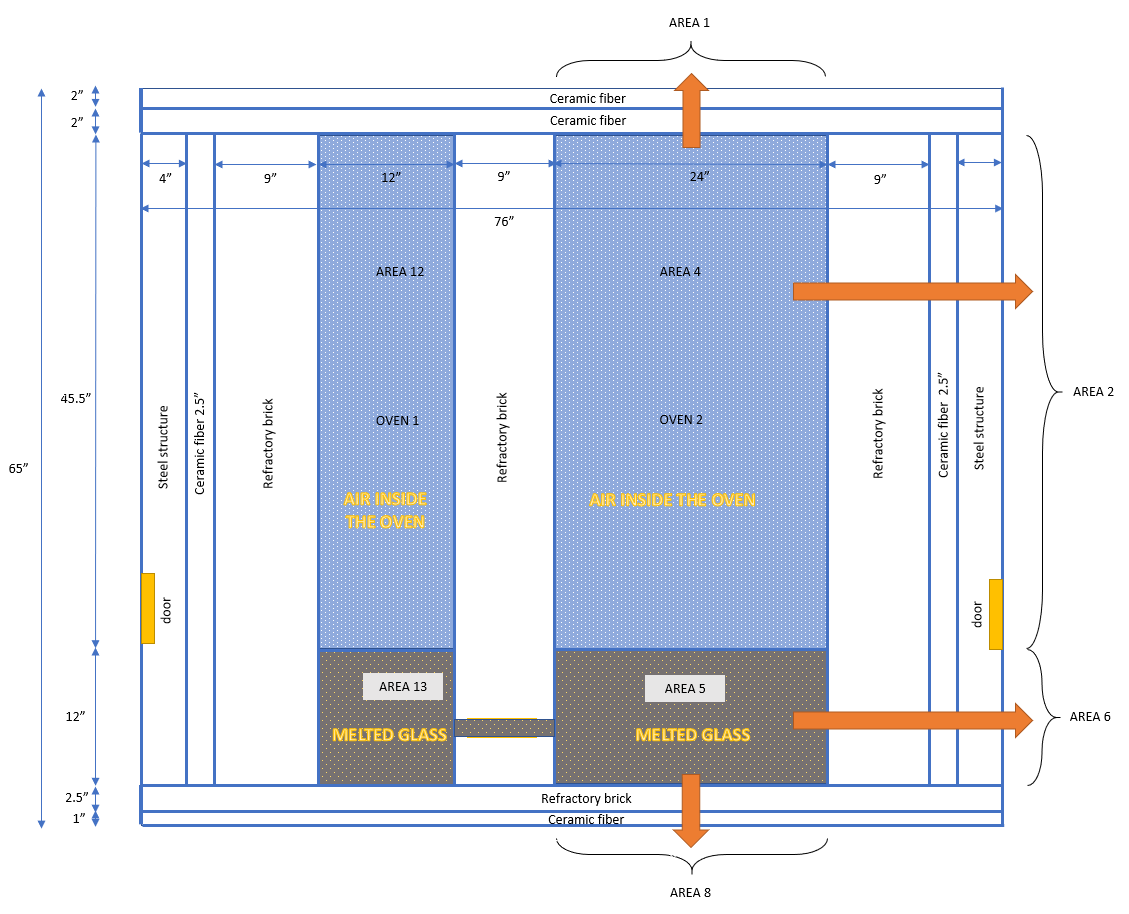 AREA 1
2”
Ceramic fiber
2”
Ceramic fiber
4”
9”
12”
9”
24”
9”
76”
AREA 12
AREA 4
45.5”
AREA 2
Steel structure
Ceramic fiber 2.5”
Refractory brick
OVEN 1
Refractory brick
OVEN 2
Refractory brick
Ceramic fiber 2.5”
Steel structure
65”
AIR INSIDE
THE OVEN
AIR INSIDE THE OVEN
door
door
AREA 13
AREA 5
12”
AREA 6
MELTED GLASS
MELTED GLASS
2.5”
Refractory brick
1”
Ceramic fiber
AREA 8